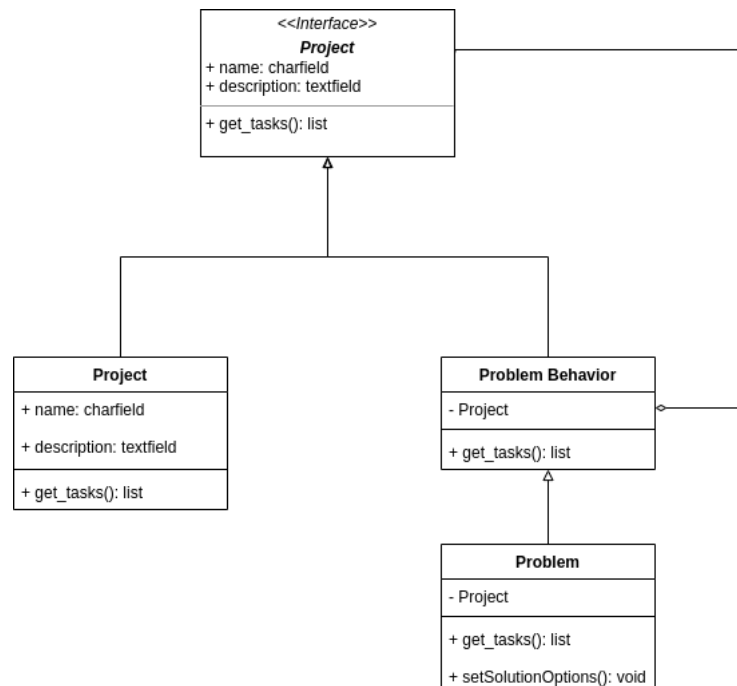 <<Interface>>
Project
+ name: charfield
+ description: textfield
+ get_tasks(): list
Project
+ name: charfield
+ description: textfield
+ get_tasks(): list
Problem Behavior
- Project
+ get_tasks(): list
Problem
- Project
+ get_tasks(): list
+ setSolutionOptions(): void